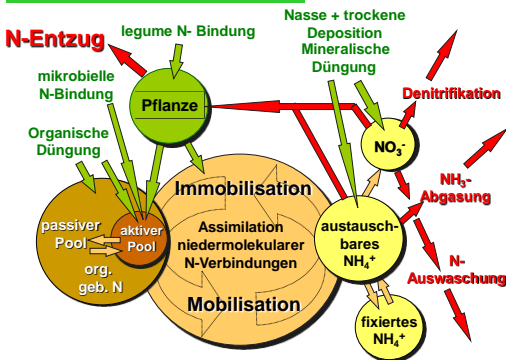 legume N- Bindung
Nasse + trockene
Deposition
Mineralische
Düngung
N-Entzug
mikrobielle
N-Bindung
Pflanze
Denitrifikation
Organische
Düngung
NO₃⁻
NH₃-
Abgasung
Immobilisation
passiver
Pool
aktiver
Pool
Assimilation
niedermolekularer
N-Verbindungen
austausch-
bares
NH₄⁺
org.
geb. N
N-
Auswaschung
Mobilisation
fixiertes
NH₄⁺